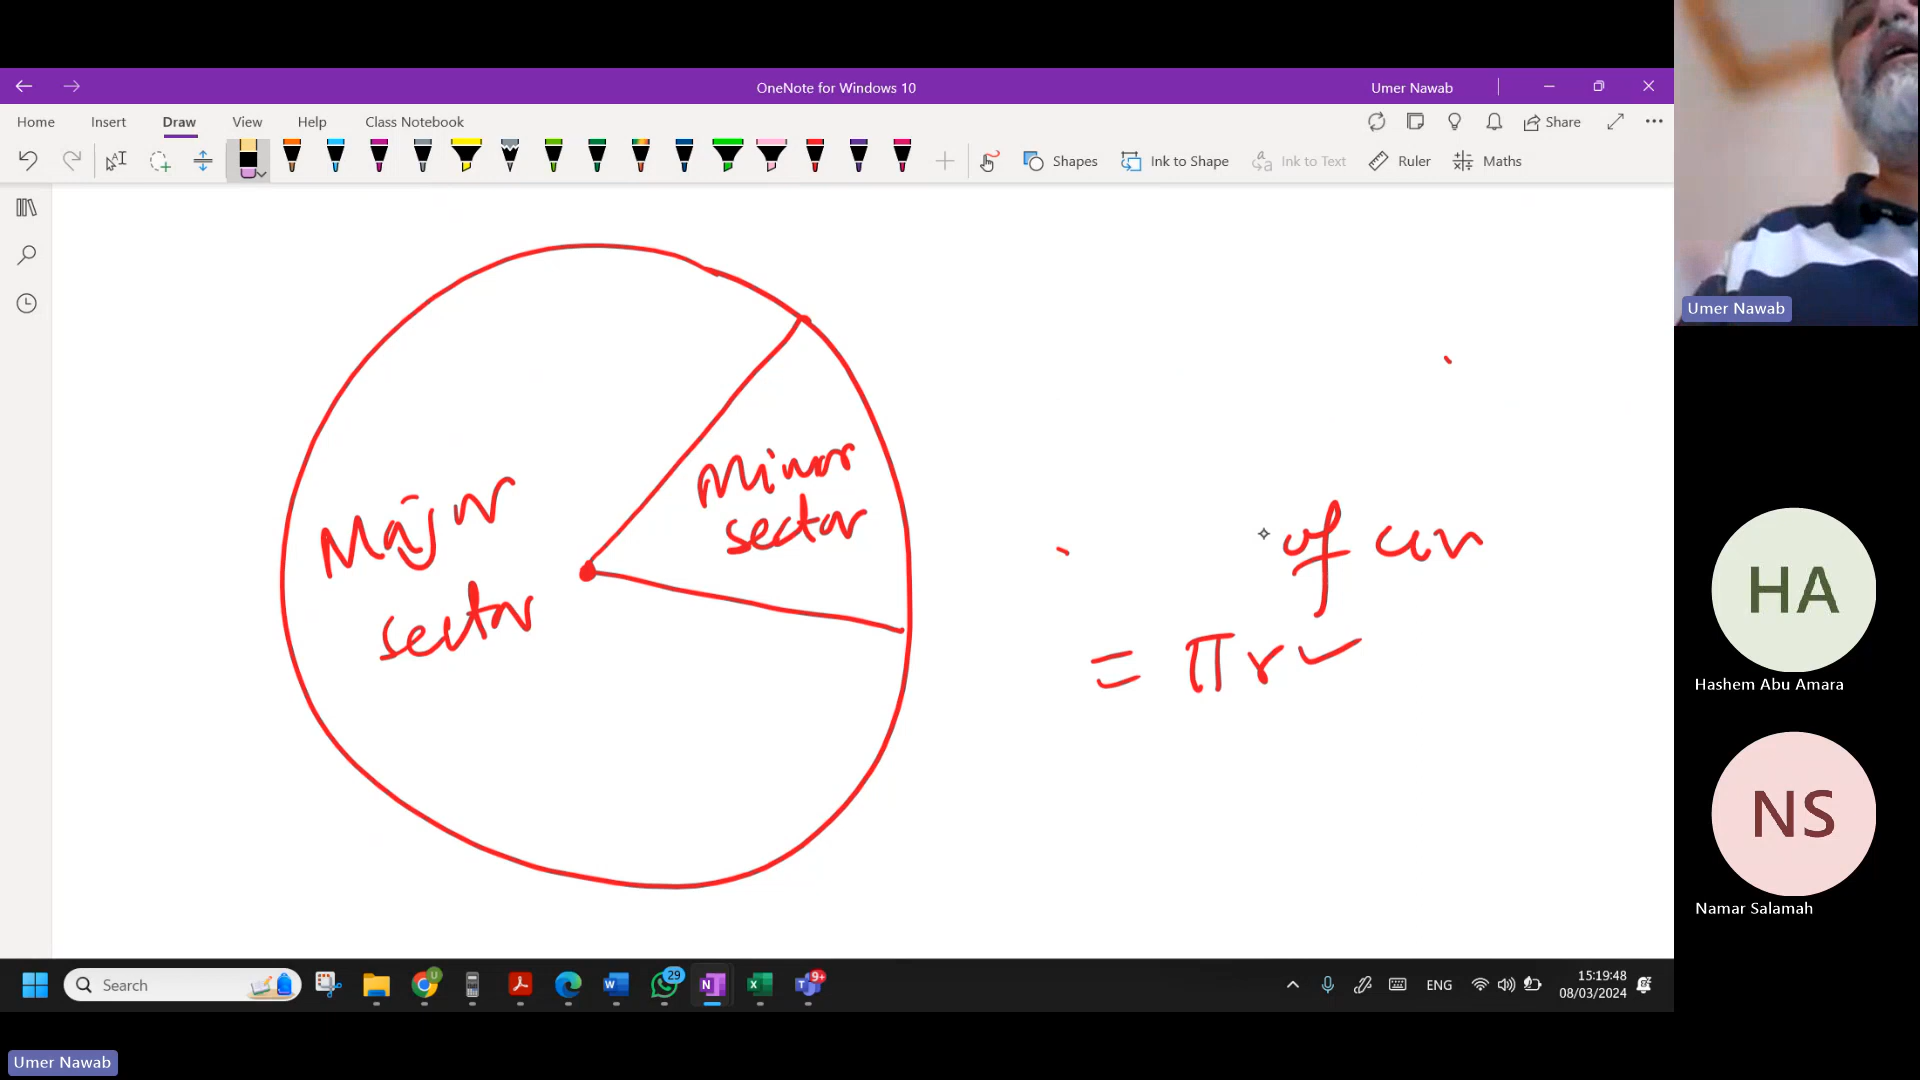 OneNote for Windows 10
Umer Nawab
Home Insert Draw View Help Class Notebook
Share
Shapes Ink to Shape Ink to Text Ruler Maths
Umer Nawab
Minor
sector
Major
sector
of
= πr
HA
Hashem Abu Amara
NS
Namar Salamah
Search
29
9+
ENG
15:19:48
08/03/2024
Umer Nawab